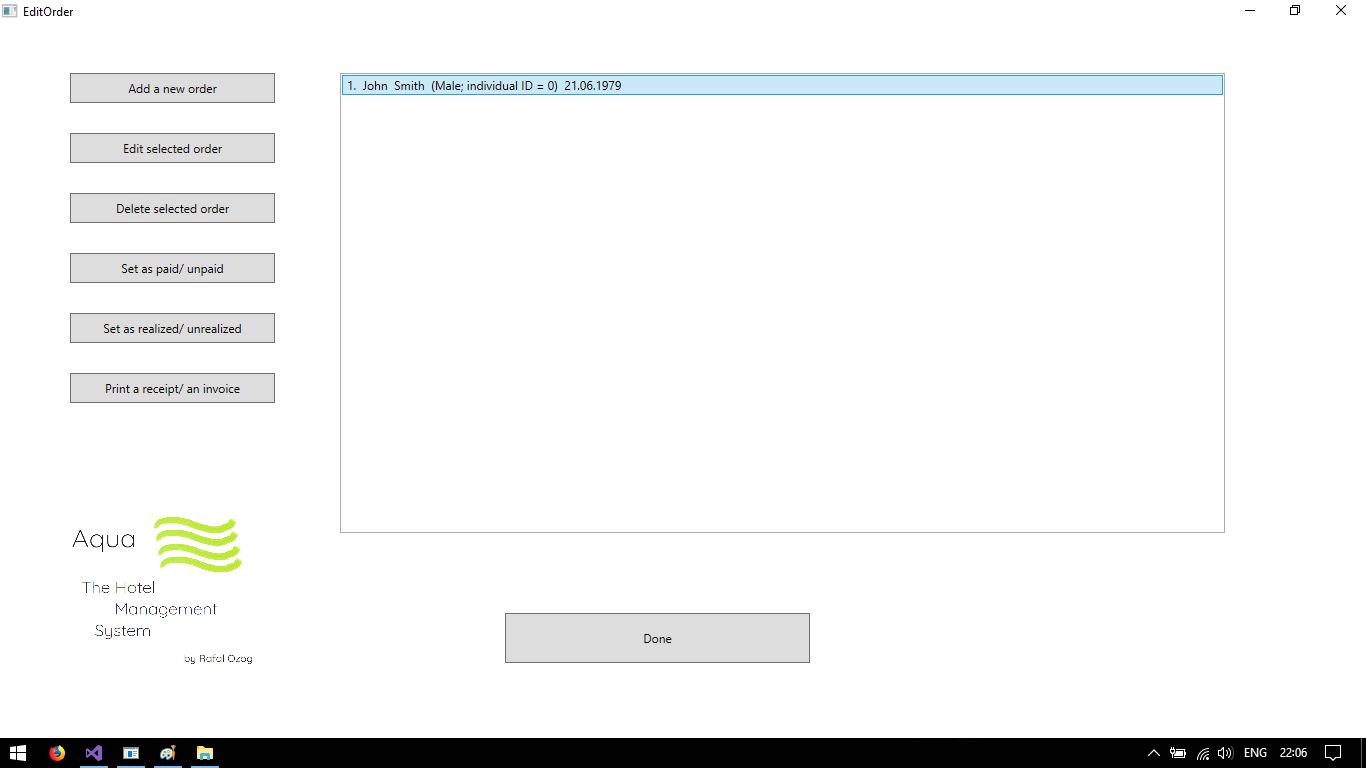 EditOrder
Add a new order
1. John Smith (Male; individual ID = 0) 21.06.1979
Edit selected order
Delete selected order
Set as paid/ unpaid
Set as realized/ unrealized
Print a receipt/ an invoice
Aqua
The Hotel
Management
System
by Rafal Ozog
Done
ENG 22:06